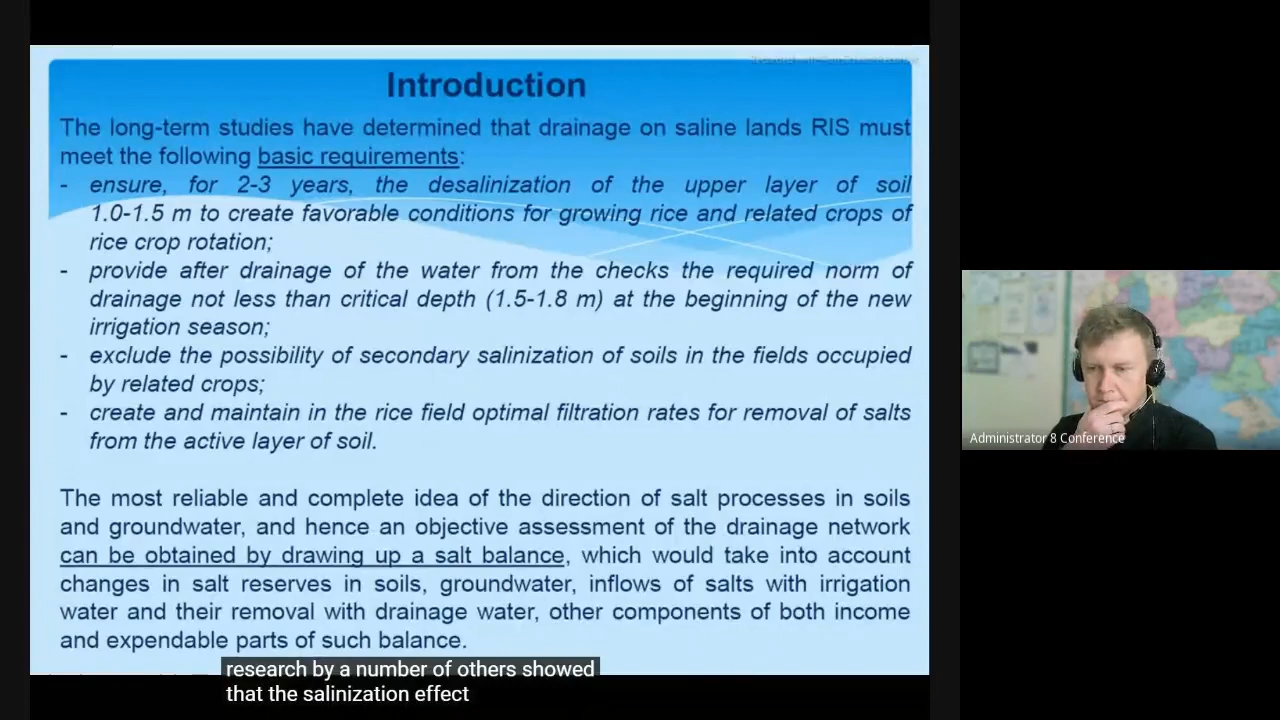 Introduction
The long-term studies have determined that drainage on saline lands RIS must
meet the following basic requirements:
- ensure, for 2-3 years, the desalinization of the upper layer of soil
1.0-1.5 m to create favorable conditions for growing rice and related crops of
rice crop rotation;
- provide after drainage of the water from the checks the required norm of
drainage not less than critical depth (1.5-1.8 m) at the beginning of the new
irrigation season;
- exclude the possibility of secondary salinization of soils in the fields occupied
by related crops;
- create and maintain in the rice field optimal filtration rates for removal of salts
from the active layer of soil.
The most reliable and complete idea of the direction of salt processes in soils
and groundwater, and hence an objective assessment of the drainage network
can be obtained by drawing up a salt balance, which would take into account
changes in salt reserves in soils, groundwater, inflows of salts with irrigation
water and their removal with drainage water, other components of both income
and expendable parts of such balance.
research by a number of others showed
that the salinization effect
Administrator 8 Conference